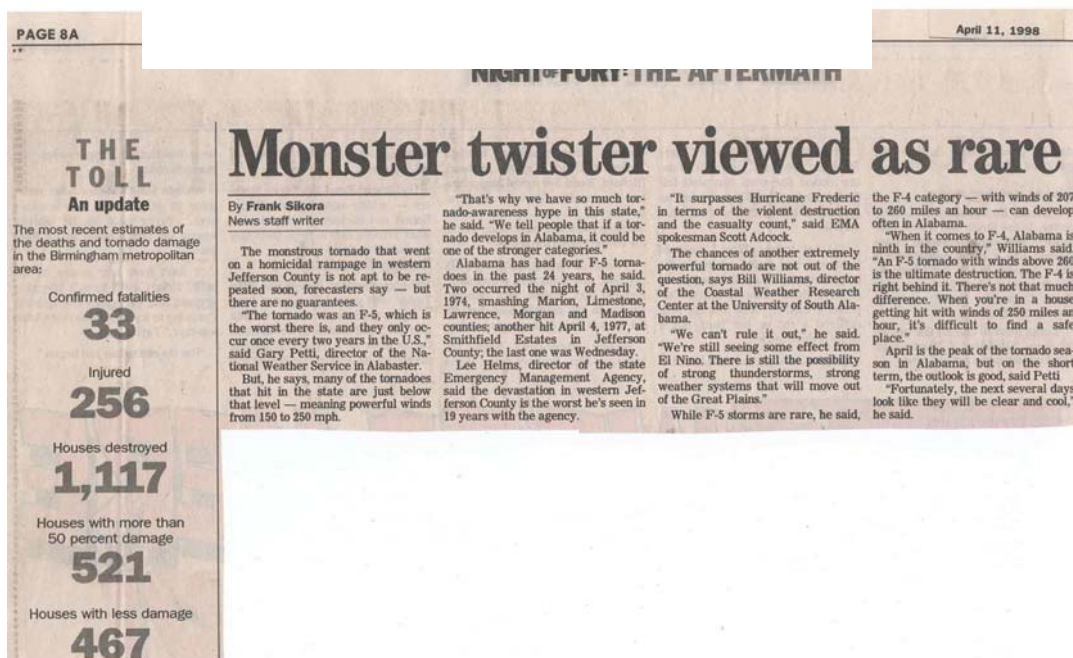 PAGE 8A
April 11, 1998
NIGHT OF FURY: THE AFTERMATH
THE
TOLL
An update
The most recent estimates of
the deaths and tornado damage
in the Birmingham metropolitan
area:
Confirmed fatalities
33
Injured
256
Houses destroyed
1,117
Houses with more than
50 percent damage
521
Houses with less damage
467
Monster twister viewed as rare
By Frank Sikora
News staff writer
The monstrous tornado that went
on a homicidal rampage in western
Jefferson County is not apt to be re-
peated soon, forecasters say — but
there are no guarantees.
"The tornado was an F-5, which is
the worst there is, and they only oc-
cur once every two years in the U.S.,"
said Gary Petti, director of the Na-
tional Weather Service in Alabaster.
But, he says, many of the tornadoes
that hit in the state are just below
that level — meaning powerful winds
from 150 to 250 mph.
"That's why we have so much tor-
nado-awareness hype in this state,"
he said. "We tell people that if a tor-
nado develops in Alabama, it could be
one of the stronger categories."
Alabama has had four F-5 torna-
does in the past 24 years, he said.
Two occurred the night of April 3,
1974, smashing Marion, Limestone,
Lawrence, Morgan and Madison
counties; another hit April 4, 1977, at
Smithfield Estates in Jefferson
County; the last one was Wednesday.
Lee Helms, director of the state
Emergency Management Agency,
said the devastation in western Jef-
ferson County is the worst he's seen in
19 years with the agency.
"It surpasses Hurricane Frederic
in terms of the violent destruction
and the casualty count," said EMA
spokesman Scott Adcock.
The chances of another extremely
powerful tornado are not out of the
question, says Bill Williams, director
of the Coastal Weather Research
Center at the University of South Ala-
bama.
"We can't rule it out," he said.
"We're still seeing some effect from
El Nino. There is still the possibility
of strong thunderstorms, strong
weather systems that will move out
of the Great Plains."
While F-5 storms are rare, he said,
the F-4 category — with winds of 207
to 260 miles an hour — can develop
often in Alabama.
"When it comes to F-4, Alabama is
ninth in the country," Williams said.
"An F-5 tornado with winds above 260
is the ultimate destruction. The F-4 is
right behind it. There's not that much
difference. When you're in a house
getting hit with winds of 250 miles an
hour, it's difficult to find a safe
place."
April is the peak of the tornado sea-
son in Alabama, but on the short
term, the outlook is good, said Petti
"Fortunately, the next several days
look like they will be clear and cool,"
he said.